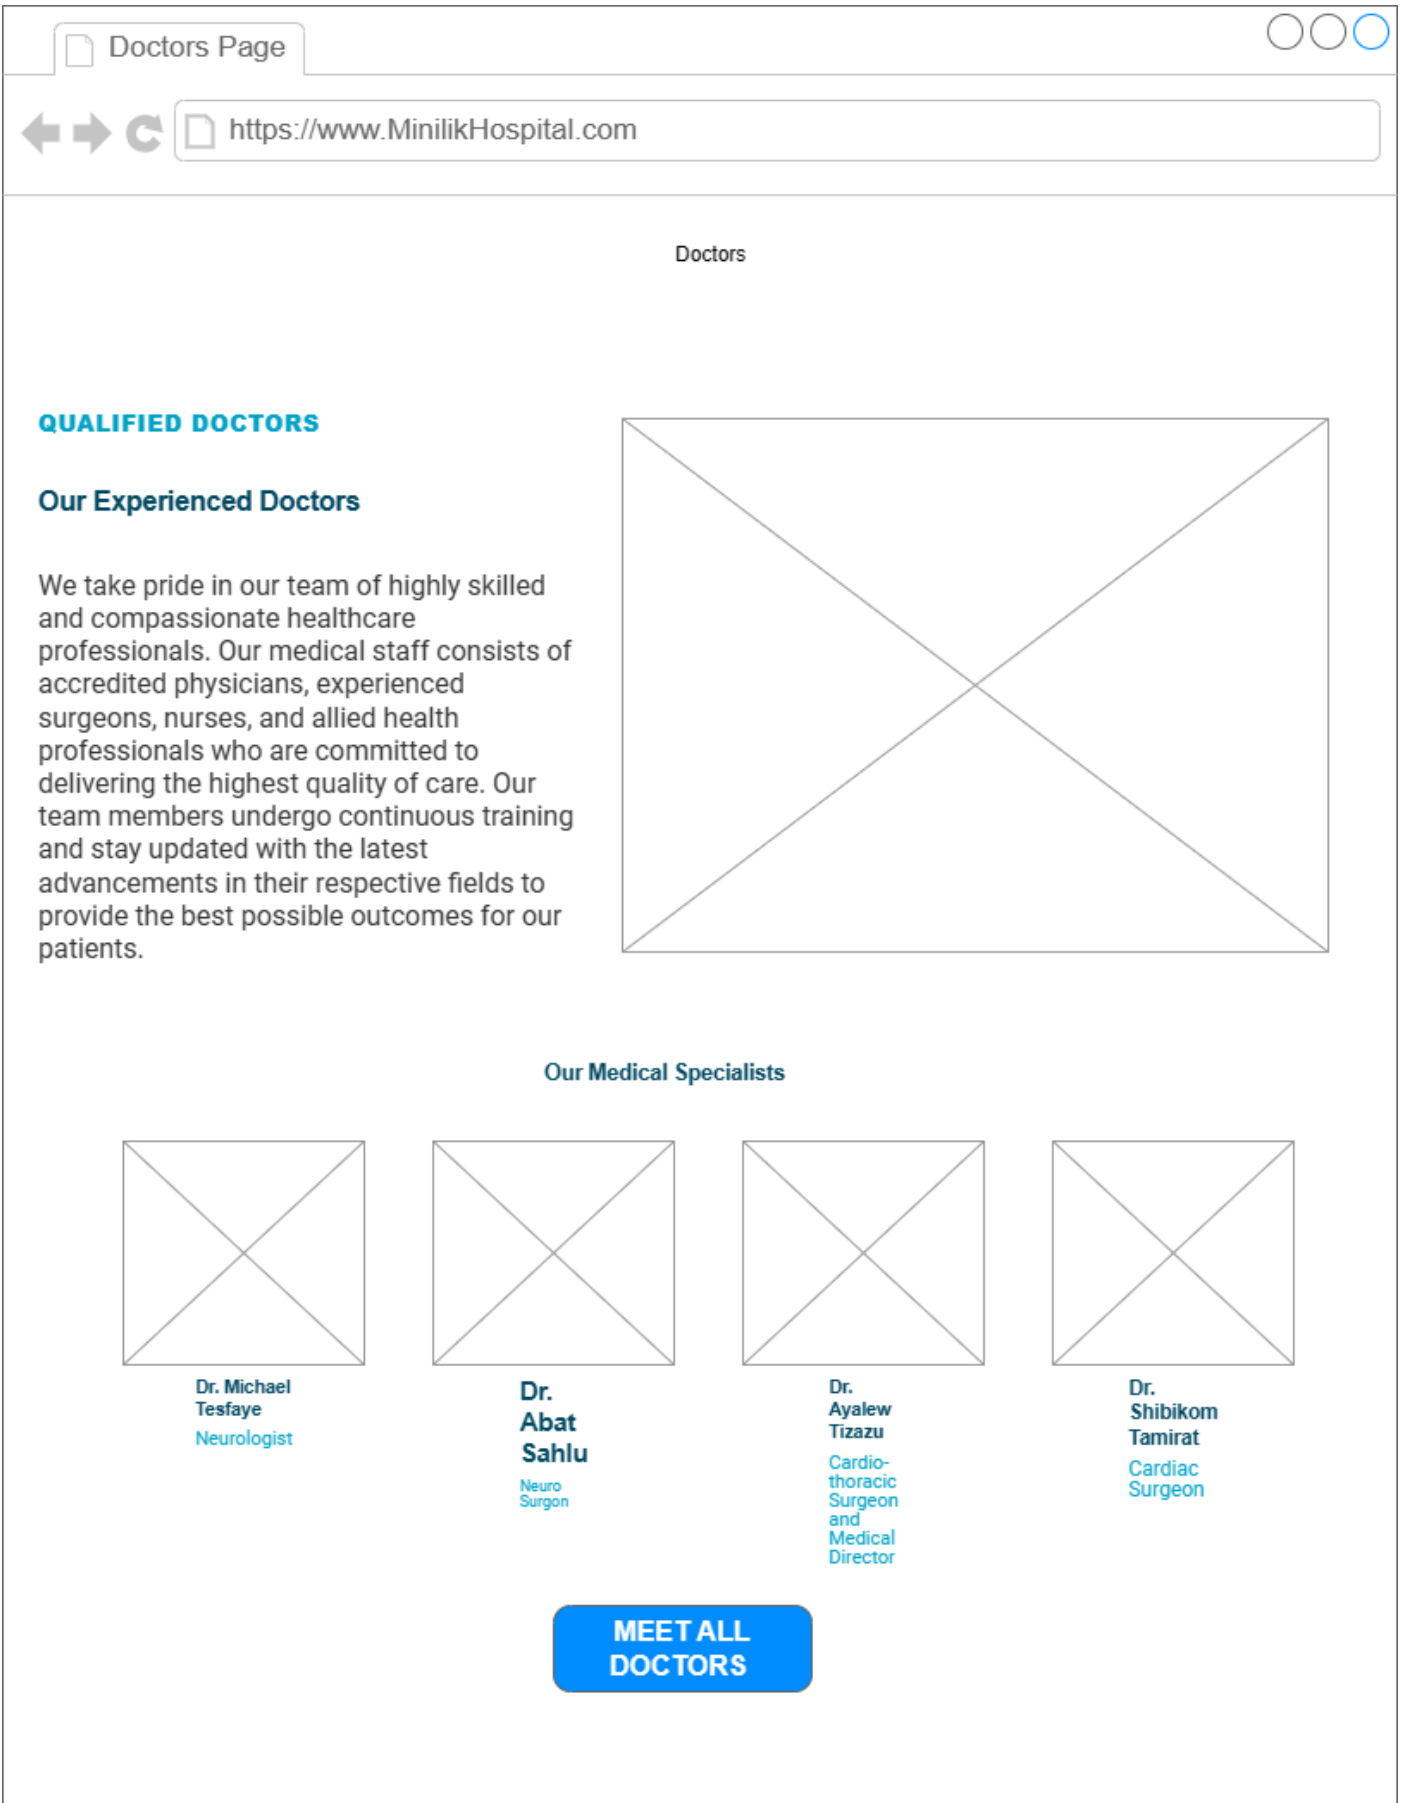 Doctors Page
https://www.MinilikHospital.com
Doctors
QUALIFIED DOCTORS
Our Experienced Doctors
We take pride in our team of highly skilled
and compassionate healthcare
professionals. Our medical staff consists of
accredited physicians, experienced
surgeons, nurses, and allied health
professionals who are committed to
delivering the highest quality of care. Our
team members undergo continuous training
and stay updated with the latest
advancements in their respective fields to
provide the best possible outcomes for our
patients.
Our Medical Specialists
Dr. Michael
Tesfaye
Neurologist
Dr.
Abat
Sahlu
Neuro
Surgon
Dr.
Ayalew
Tizazu
Cardio-
thoracic
Surgeon
and
Medical
Director
Dr.
Shibikom
Tamirat
Cardiac
Surgeon
MEET ALL
DOCTORS